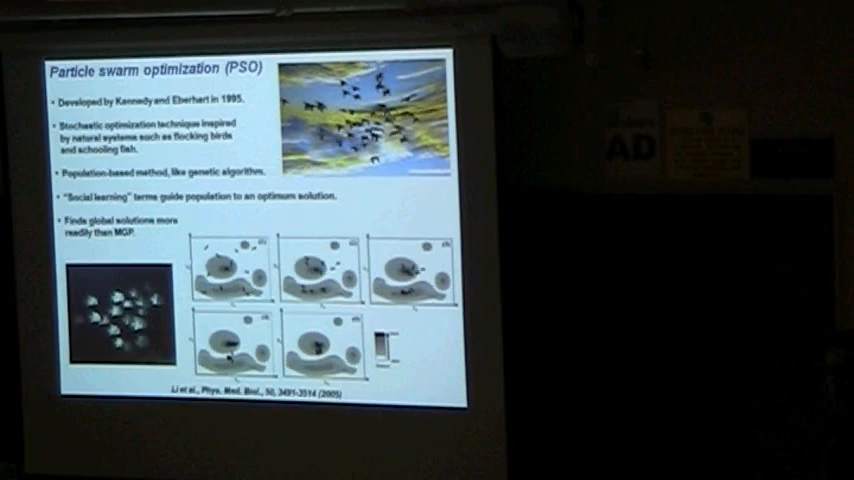 Particle swarm optimization (PSO)
• Developed by Kennedy and Eberhart in 1995.
• Stochastic optimization technique inspired
by natural systems such as flocking birds
and schooling fish.
• Population-based method, like genetic algorithm.
• "Social learning" terms guide population to an optimum solution.
• Finds global solutions more
readily than MGP.
Li et al., Phys. Med. Biol., 50, 3491-3514 (2005)
AD